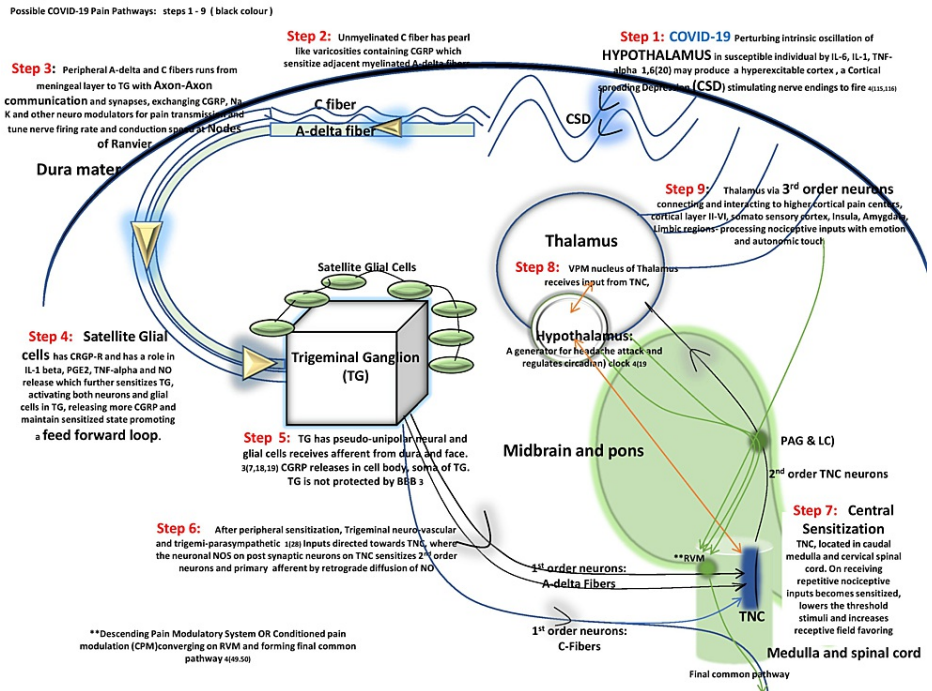 Possible COVID-19 Pain Pathways: steps 1 - 9 ( black colour )
Step 1: COVID-19 Perturbing intrinsic oscillation of
HYPOTHALAMUS in susceptible individual by IL-6, IL-1, TNF-
alpha 1,6(20) may produce a hyperexcitable cortex , a Cortical
spreading Depression (CSD) stimulating nerve endings to fire 4(115,116)
Step 2: Unmyelinated C fiber has pearl
like varicosities containing CGRP which
sensitize adjacent myelinated A-delta fibers
Step 3: Peripheral A-delta and C fibers runs from
meningeal layer to TG with Axon-Axon
communication and synapses, exchanging CGRP, Na
K and other neuro modulators for pain transmission and
tune nerve firing rate and conduction speed at Nodes
of Ranvier
C fiber
A-delta fiber
CSD
Dura mater
Step 9: Thalamus via 3rd order neurons
connecting and interacting to higher cortical pain centers,
cortical layer II-VI, somato sensory cortex, Insula, Amygdala,
Limbic regions- processing nociceptive inputs with emotion
and autonomic touch
Thalamus
Step 8: VPM nucleus of Thalamus
receives input from TNC,
Hypothalamus:
A generator for headache attack and
regulates circadian) clock 4(19
Satellite Glial Cells
Trigeminal Ganglion
(TG)
Step 4: Satellite Glial
cells has CRGP-R and has a role in
IL-1 beta, PGE2, TNF-alpha and NO
release which further sensitizes TG,
activating both neurons and glial
cells in TG, releasing more CGRP and
maintain sensitized state promoting
a feed forward loop.
Step 5: TG has pseudo-unipolar neural and
glial cells receives afferent from dura and face.
3(7,18,19) CGRP releases in cell body, soma of TG.
TG is not protected by BBB 3
Midbrain and pons
PAG & LC)
2nd order TNC neurons
Step 6: After peripheral sensitization, Trigeminal neuro-vascular
and trigemi-parasympathetic 1(28) Inputs directed towards TNC, where
the neuronal NOS on post synaptic neurons on TNC sensitizes 2nd order
neurons and primary afferent by retrograde diffusion of NO
Step 7: Central
Sensitization
TNC, located in caudal
medulla and cervical spinal
cord. On receiving
repetitive nociceptive
inputs becomes sensitized,
lowers the threshold
stimuli and increases
receptive field favoring
**RVM
1st order neurons:
A-delta Fibers
TNC
1st order neurons:
C-Fibers
**Descending Pain Modulatory System OR Conditioned pain
modulation (CPM)converging on RVM and forming final common
pathway 4(49.50)
Medulla and spinal cord
Final common pathway